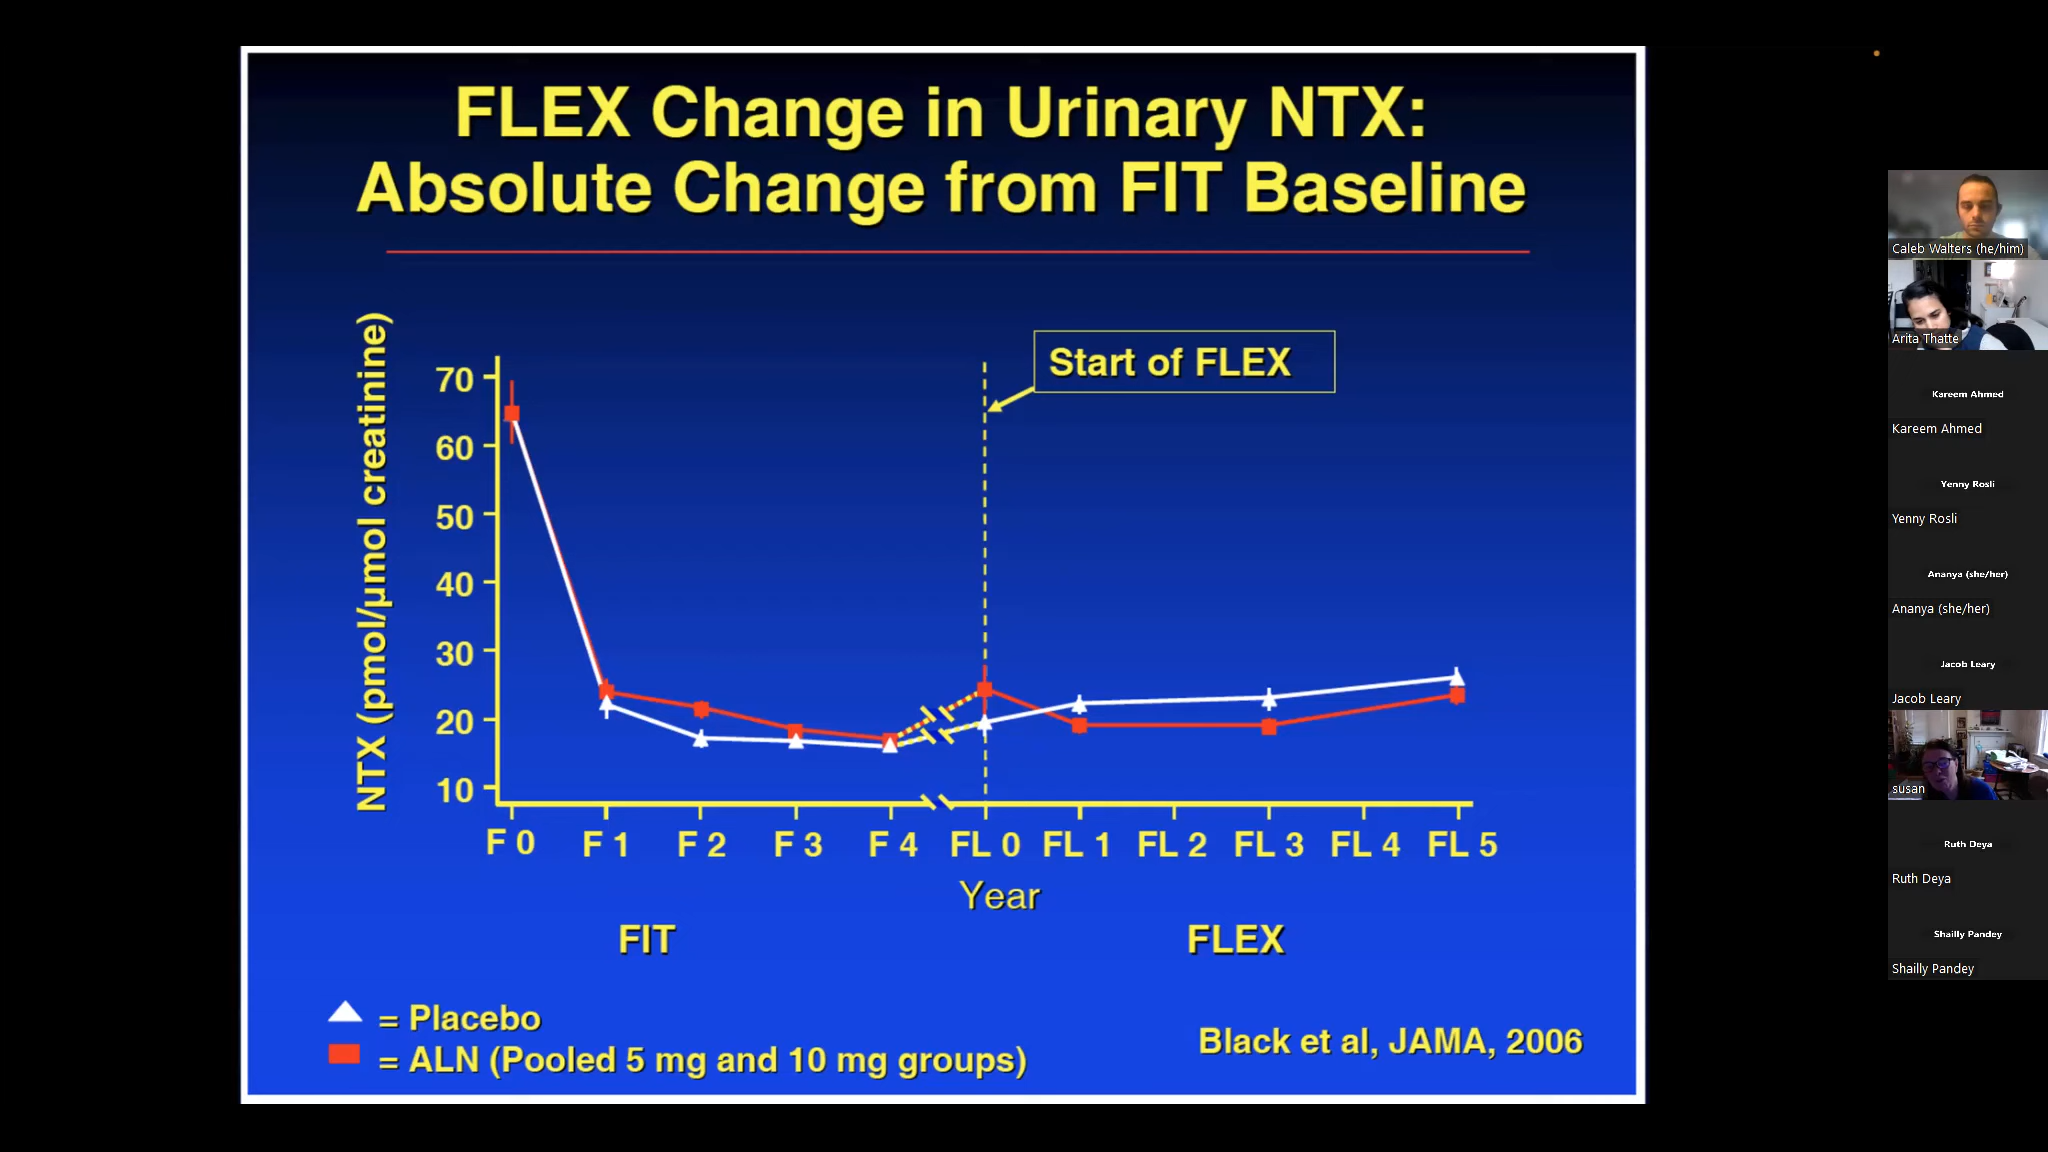 FLEX Change in Urinary NTX:
Absolute Change from FIT Baseline
Start of FLEX
NTX (pmol/µmol creatinine)
70
60
50
40
30
20
10
F 0 F 1 F 2 F 3 F 4 FL 0 FL 1 FL 2 FL 3 FL 4 FL 5
Year
FIT FLEX
= Placebo
= ALN (Pooled 5 mg and 10 mg groups)
Black et al, JAMA, 2006
Caleb Walters (he/him)
Arita Thatte
Kareem Ahmed
Kareem Ahmed
Yenny Rosli
Yenny Rosli
Ananya (she/her)
Ananya (she/her)
Jacob Leary
Jacob Leary
susan
Ruth Deya
Ruth Deya
Shailly Pandey
Shailly Pandey